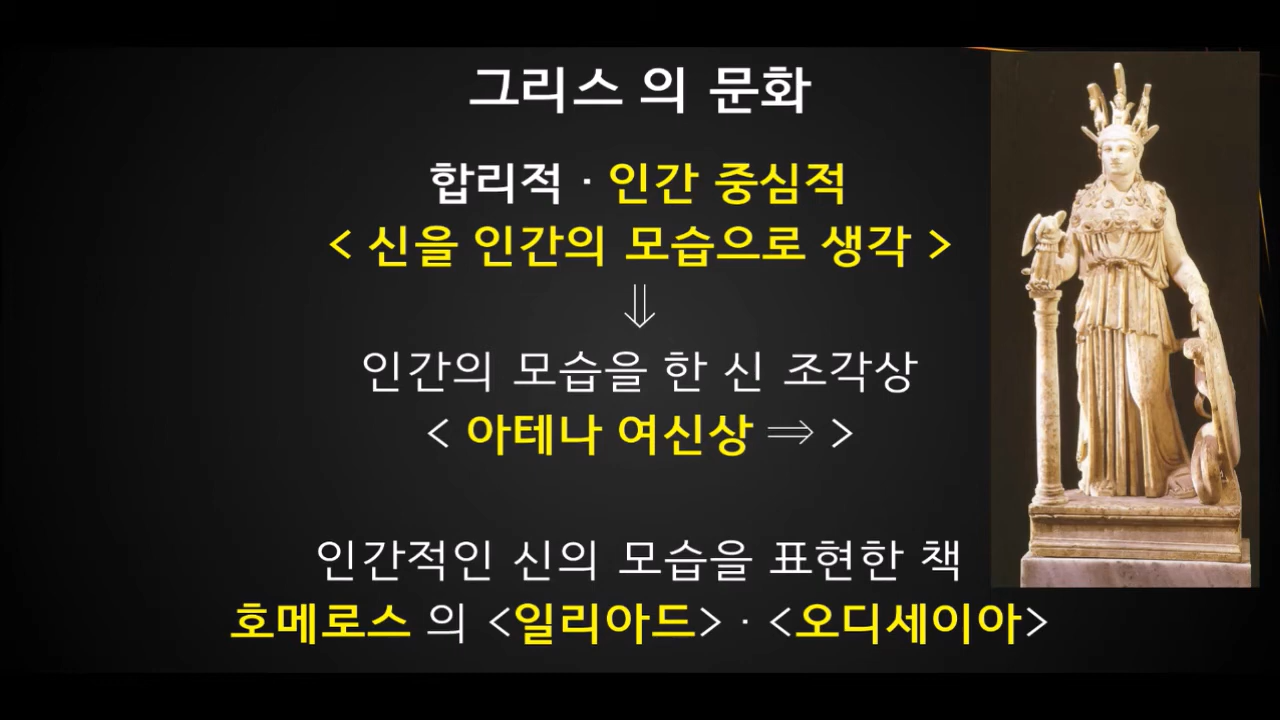 그리스 의 문화
합리적 · 인간 중심적
< 신을 인간의 모습으로 생각 >
⇓
인간의 모습을 한 신 조각상
< 아테나 여신상 ⇒ >
인간적인 신의 모습을 표현한 책
호메로스 의 <일리아드> · <오디세이아>